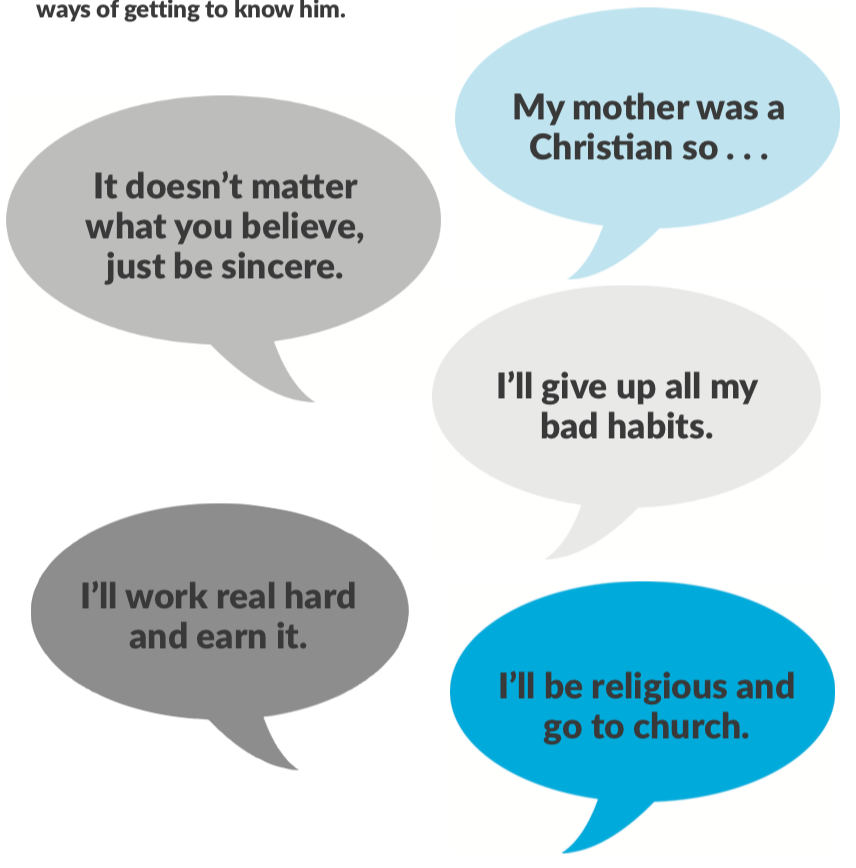 ways of getting to know him.
My mother was a
Christian so . . .
It doesn’t matter
what you believe,
just be sincere.
I’ll give up all my
bad habits.
I’ll work real hard
and earn it.
I’ll be religious and
go to church.